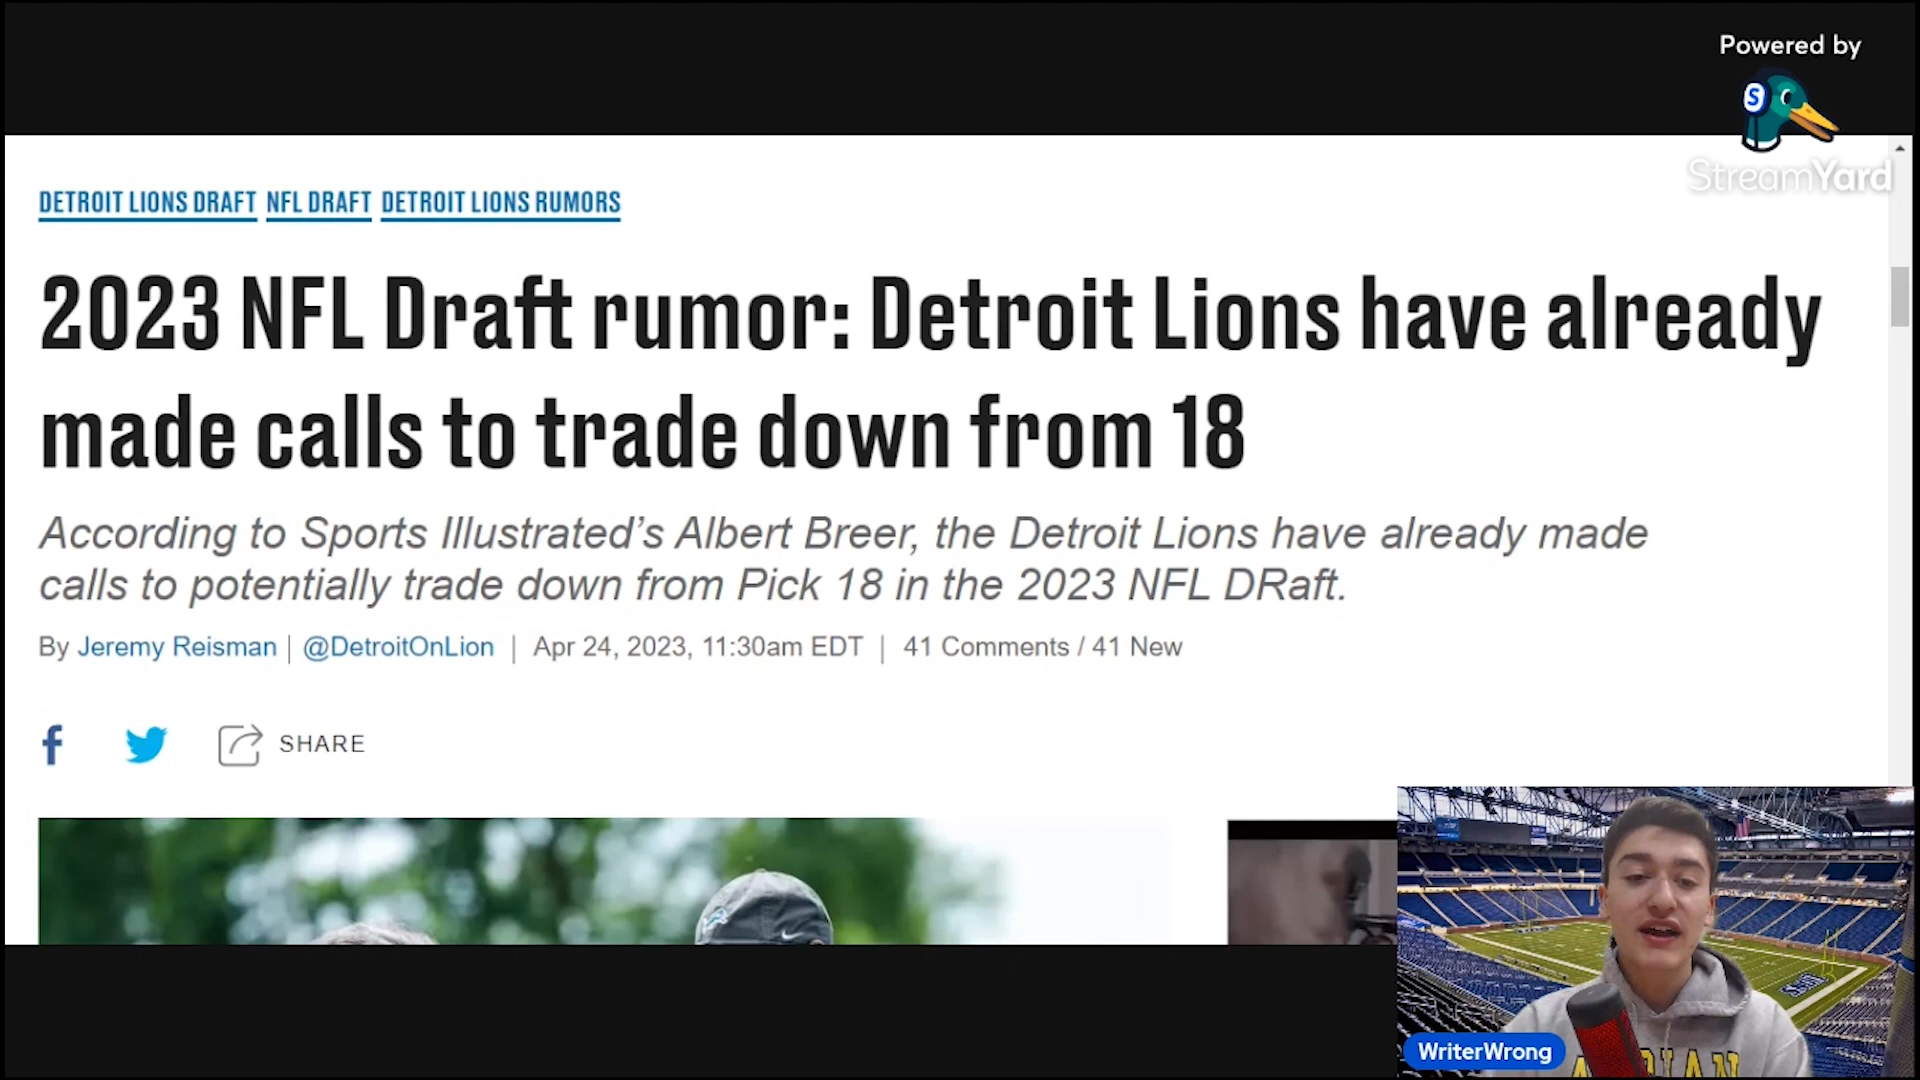 Powered by
S
StreamYard
DETROIT LIONS DRAFT NFL DRAFT DETROIT LIONS RUMORS
2023 NFL Draft rumor: Detroit Lions have already
made calls to trade down from 18
According to Sports Illustrated’s Albert Breer, the Detroit Lions have already made
calls to potentially trade down from Pick 18 in the 2023 NFL DRaft.
By Jeremy Reisman | @DetroitOnLion | Apr 24, 2023, 11:30am EDT | 41 Comments / 41 New
f
SHARE
WriterWrong